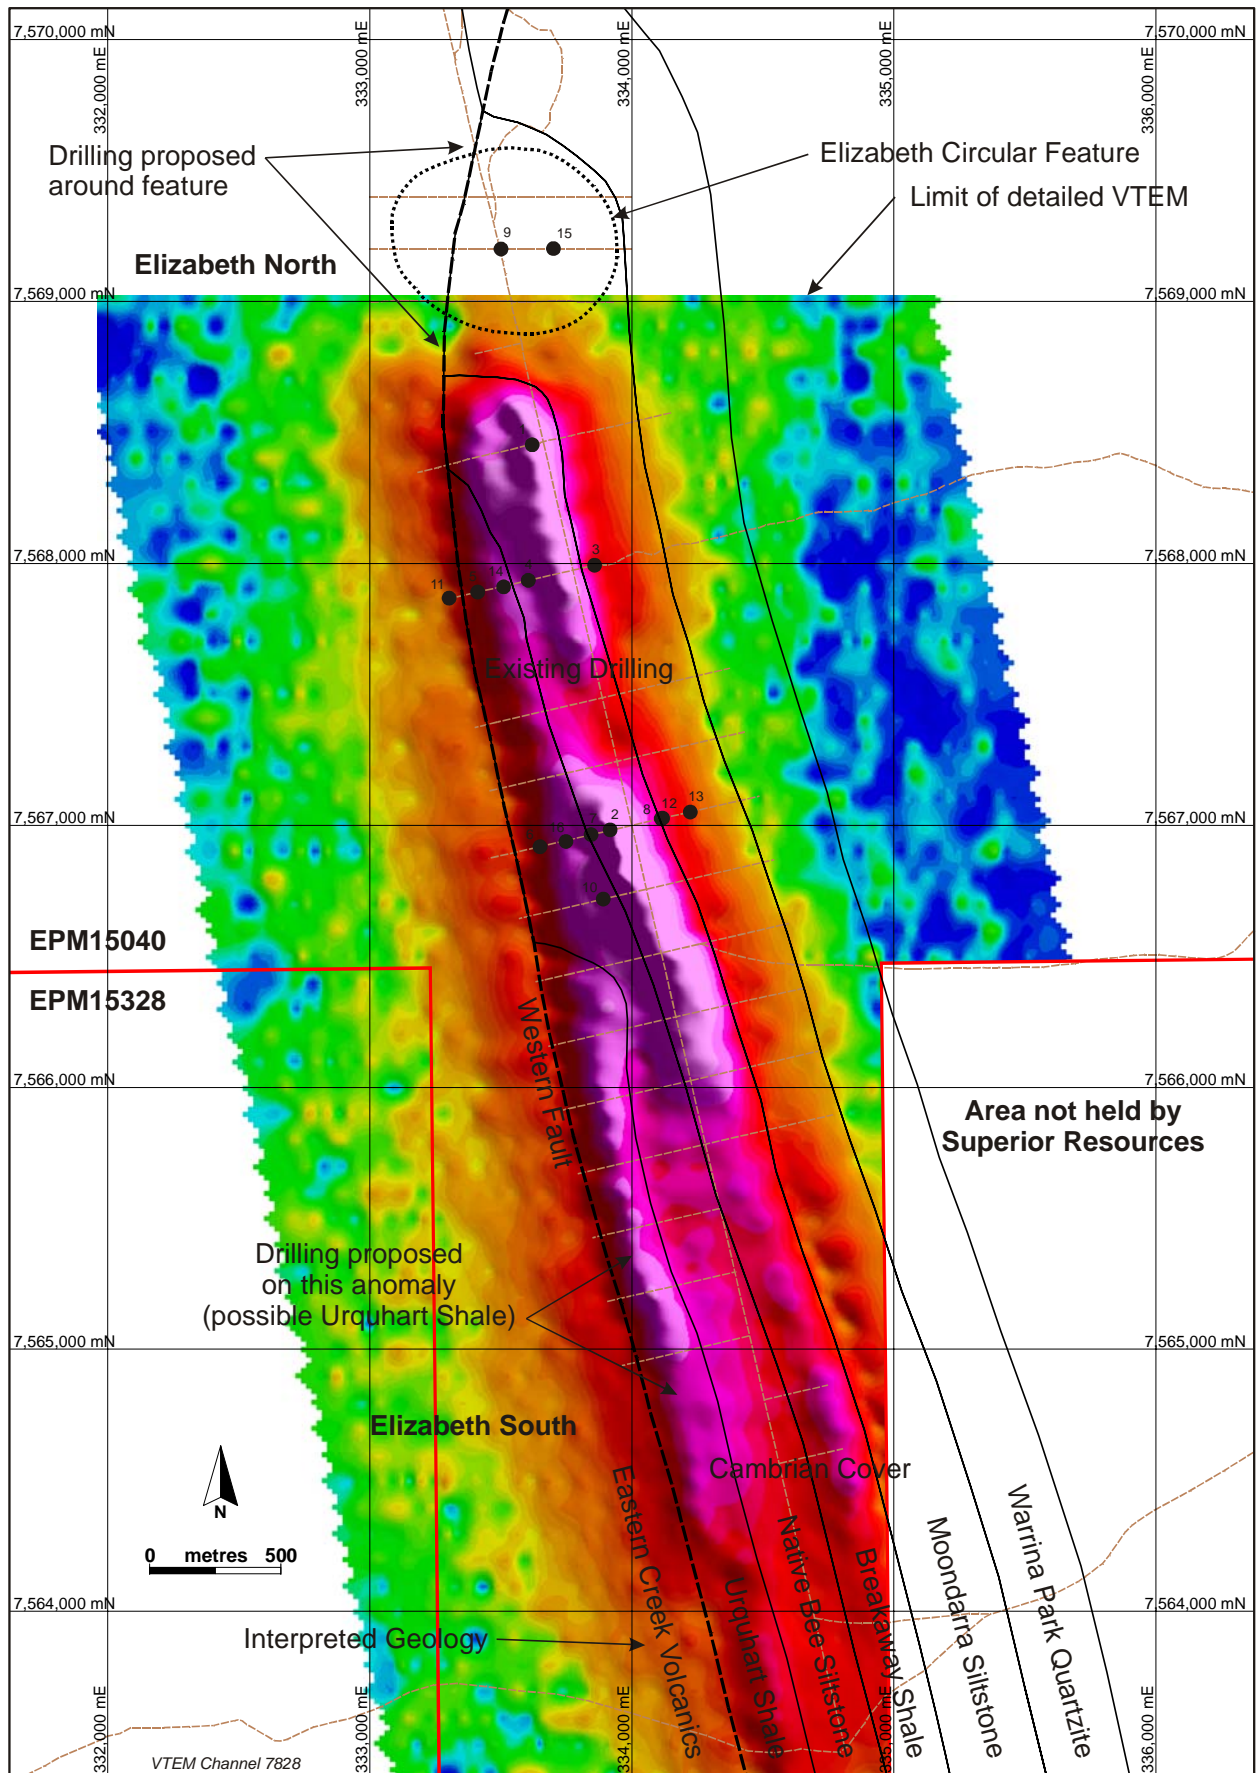 332,000 mE
333,000 mE
334,000 mE
335,000 mE
336,000 mE
7,570,000 mN
7,570,000 mN
Drilling proposed
around feature
Elizabeth Circular Feature
Limit of detailed VTEM
9
15
Elizabeth North
7,569,000 mN
7,569,000 mN
1
7,568,000 mN
7,568,000 mN
3
4
14
5
11
Existing Drilling
7,567,000 mN
7,567,000 mN
13
12
8
2
7
16
10
EPM15040
EPM15328
Western Fault
7,566,000 mN
7,566,000 mN
Area not held by
Superior Resources
Drilling proposed
on this anomaly
(possible Urquhart Shale)
7,565,000 mN
7,565,000 mN
Elizabeth South
Cambrian Cover
N
0 metres 500
Eastern Creek Volcanics
Urquhart Shale
Native Bee Siltstone
Breakaway Shale
Moondarra Siltstone
Warrina Park Quartzite
7,564,000 mN
7,564,000 mN
Interpreted Geology
332,000 mE
333,000 mE
334,000 mE
335,000 mE
336,000 mE
VTEM Channel 7828